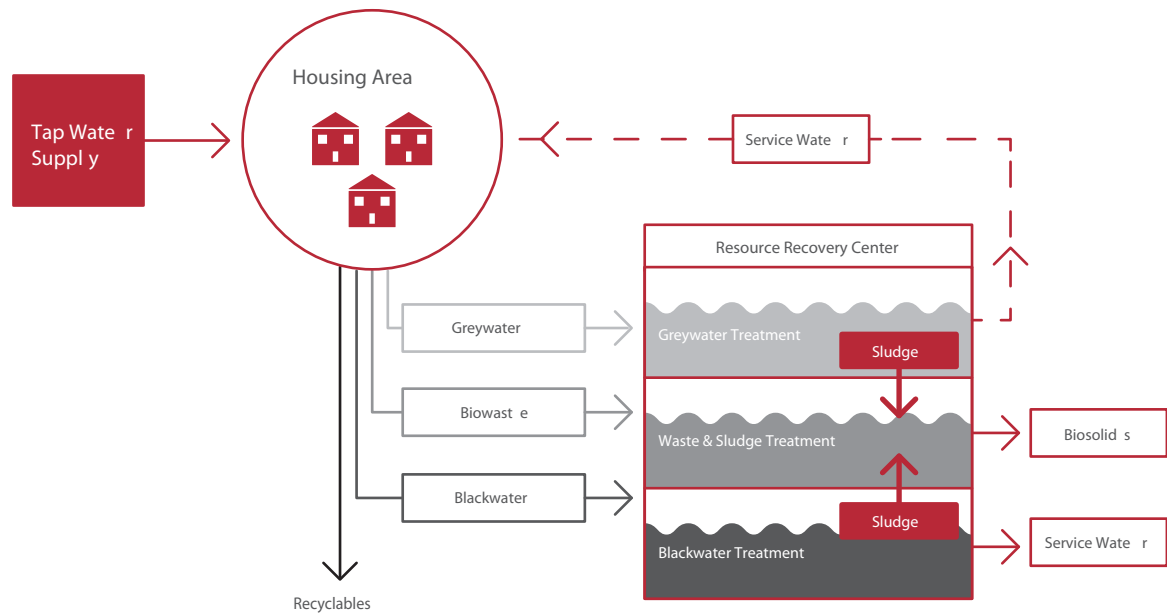 Housing Area
Tap Wate r
Suppl y
Service Wate r
Resource Recovery Center
Greywater
Greywater Treatment
Sludge
Biowast e
Waste & Sludge Treatment
Biosolid s
Blackwater
Sludge
Blackwater Treatment
Service Wate r
Recyclables